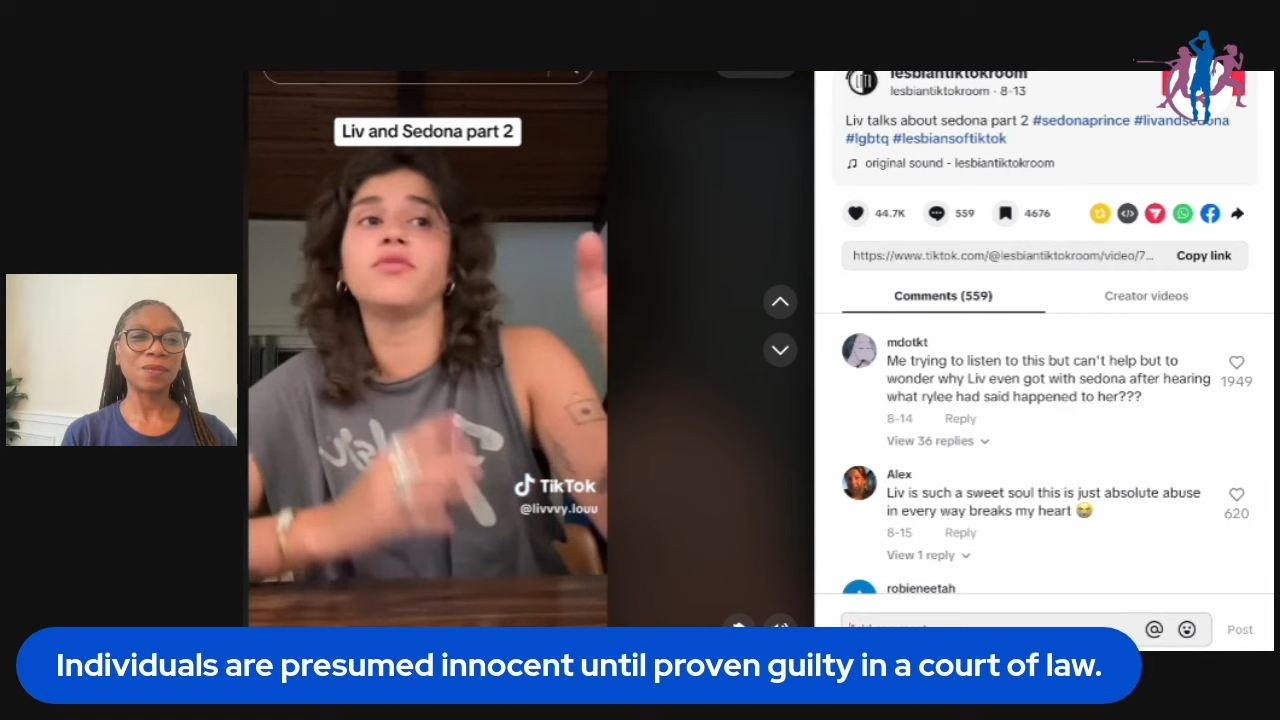 Liv and Sedona part 2
TikTok
@livvvy.louu
lesbiantiktokroom
lesbiantiktokroom · 8-13
Liv talks about sedona part 2 #sedonaprince #livandsedona
#lgbtq #lesbiansoftiktok
original sound - lesbiantiktokroom
44.7K 559 4676
https://www.tiktok.com/@lesbiantiktokroom/video/7... Copy link
Comments (559) Creator videos
mdotkt
Me trying to listen to this but can't help but to
wonder why Liv even got with sedona after hearing
what rylee had said happened to her???
1949
8-14 Reply
View 36 replies
Alex
Liv is such a sweet soul this is just absolute abuse
in every way breaks my heart 😭
620
8-15 Reply
View 1 reply
robieneetah
@ Post
Individuals are presumed innocent until proven guilty in a court of law.